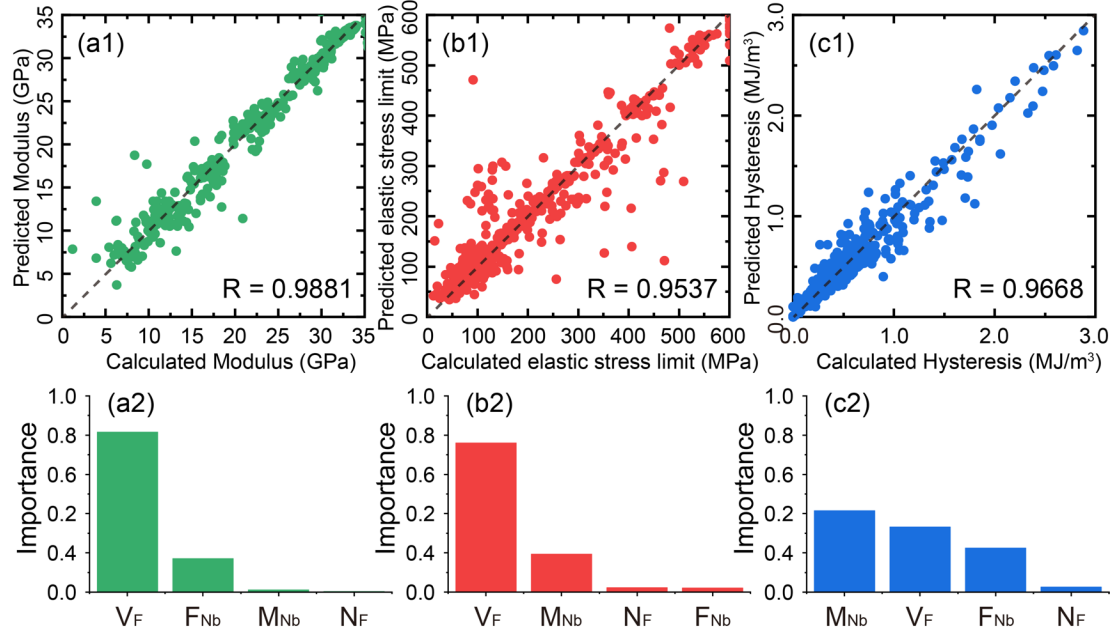 (a1)
Predicted Modulus (GPa)
35
30
25
20
15
10
5
0
R = 0.9881
0 5 10 15 20 25 30 35
Calculated Modulus (GPa)
(b1)
Predicted elastic stress limit (MPa)
600
500
400
300
200
100
0
R = 0.9537
0 100 200 300 400 500 600
Calculated elastic stress limit (MPa)
(c1)
Predicted Hysteresis (MJ/m³)
3.0
2.0
1.0
0.0
R = 0.9668
0.0 1.0 2.0 3.0
Calculated Hysteresis (MJ/m³)
(a2)
Importance
1.0
0.8
0.2
0.4
0.0
VF FNb MNb NF
(b2)
Importance
1.0
0.8
0.2
0.4
0.0
VF MNb NF FNb
(c2)
Importance
1.0
0.8
0.2
0.4
0.0
MNb VF FNb NF